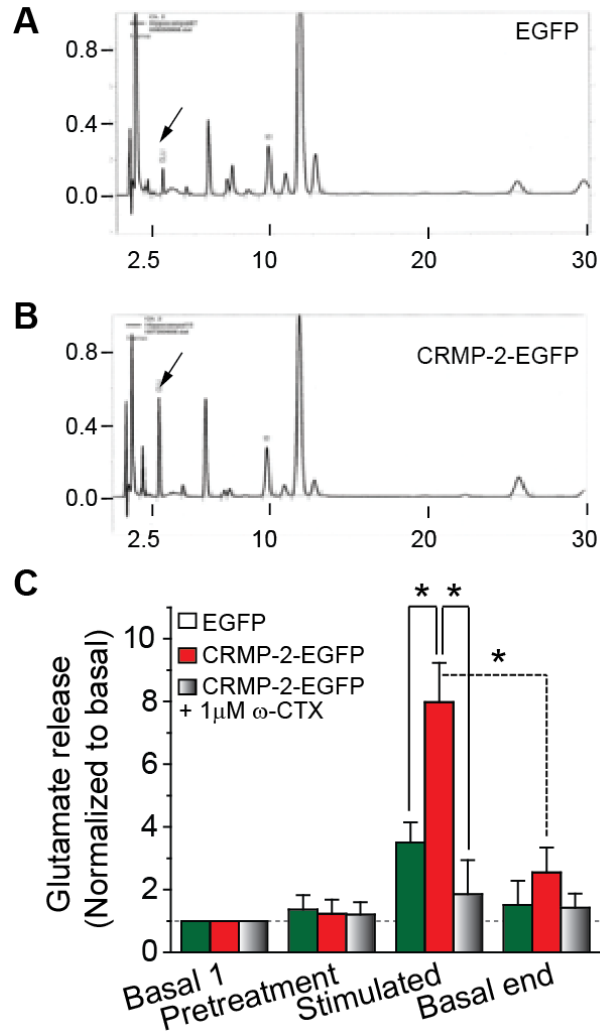 A
EGFP
0.8
0.4
0.0
2.5 10 20 30
B
CRMP-2-EGFP
0.8
0.4
0.0
2.5 10 20 30
C
Glutamate release
(Normalized to basal)
10
8
6
4
2
0
EGFP
CRMP-2-EGFP
CRMP-2-EGFP
+ 1μM ω-CTX
* *
*
Basal 1
Pretreatment
Stimulated
Basal end